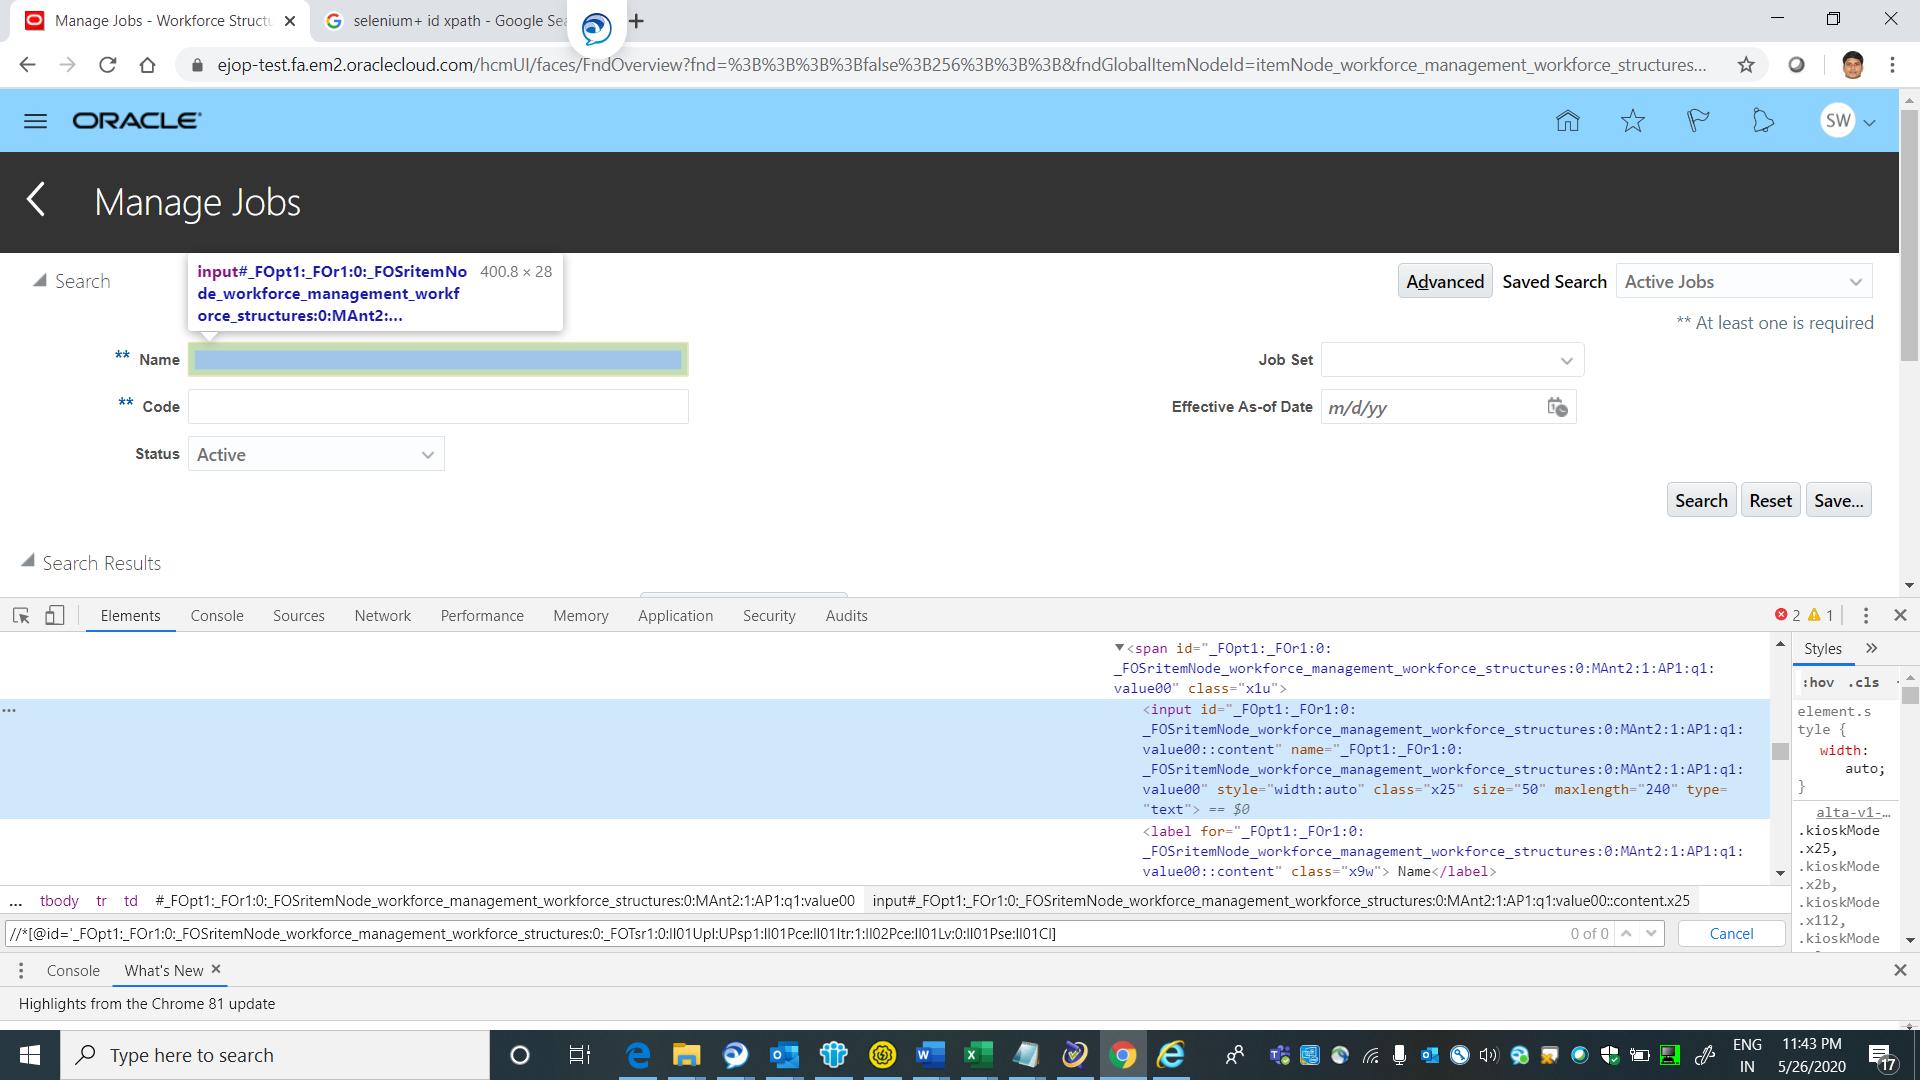 Manage Jobs - Workforce Structu
selenium+ id xpath - Google Sea
ejop-test.fa.em2.oraclecloud.com/hcmUI/faces/FndOverview?fnd=%3B%3B%3B%3Bfalse%3B256%3B%3B%3B&fndGlobalItemNodeId=itemNode_workforce_management_workforce_structures...
ORACLE
SW
Manage Jobs
input#_FOpt1:_FOr1:0:_FOSritemNo 400.8 × 28
de_workforce_management_workf
orce_structures:0:MAnt2:...
Search
Advanced Saved Search Active Jobs
** At least one is required
** Name
Job Set
** Code
Effective As-of Date m/d/yy
Status Active
Search Reset Save...
Search Results
Elements Console Sources Network Performance Memory Application Security Audits 2 1
<span id="_FOpt1:_FOr1:0:
_FOSritemNode_workforce_management_workforce_structures:0:MAnt2:1:AP1:q1:
value00" class="x1u">
... <input id="_FOpt1:_FOr1:0:
_FOSritemNode_workforce_management_workforce_structures:0:MAnt2:1:AP1:q1:
value00::content" name="_FOpt1:_FOr1:0:
_FOSritemNode_workforce_management_workforce_structures:0:MAnt2:1:AP1:q1:
value00" style="width:auto" class="x25" size="50" maxlength="240" type=
"text"> == $0
<label for="_FOpt1:_FOr1:0:
_FOSritemNode_workforce_management_workforce_structures:0:MAnt2:1:AP1:q1:
value00::content" class="x9w"> Name</label>
Styles »
:hov .cls
element.s
tyle {
width:
auto;
}
alta-v1-…
.kioskMode
.x25,
.kioskMode
.x2b,
.kioskMode
.x112,
.kioskMode
... tbody tr td #_FOpt1:_FOr1:0:_FOSritemNode_workforce_management_workforce_structures:0:MAnt2:1:AP1:q1:value00 input#_FOpt1:_FOr1:0:_FOSritemNode_workforce_management_workforce_structures:0:MAnt2:1:AP1:q1:value00::content.x25
//*[@id='_FOpt1:_FOr1:0:_FOSritemNode_workforce_management_workforce_structures:0:_FOTsr1:0:ll01Upl:UPsp1:ll01Pce:ll01Itr:1:ll02Pce:ll01Lv:0:ll01Pse:ll01Cl] 0 of 0 Cancel
Console What's New
Highlights from the Chrome 81 update
Type here to search
ENG
IN
11:43 PM
5/26/2020
17